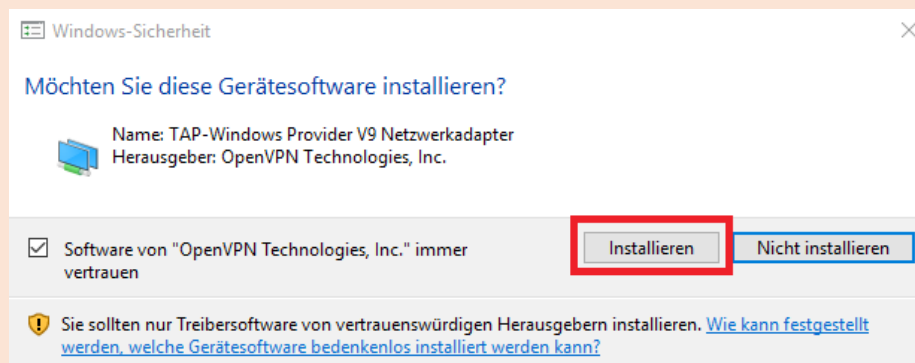 Windows-Sicherheit
Möchten Sie diese Gerätesoftware installieren?
Name: TAP-Windows Provider V9 Netzwerkadapter
Herausgeber: OpenVPN Technologies, Inc.
Software von "OpenVPN Technologies, Inc." immer
vertrauen
Installieren
Nicht installieren
Sie sollten nur Treibersoftware von vertrauenswürdigen Herausgebern installieren. Wie kann festgestellt
werden, welche Gerätesoftware bedenkenlos installiert werden kann?